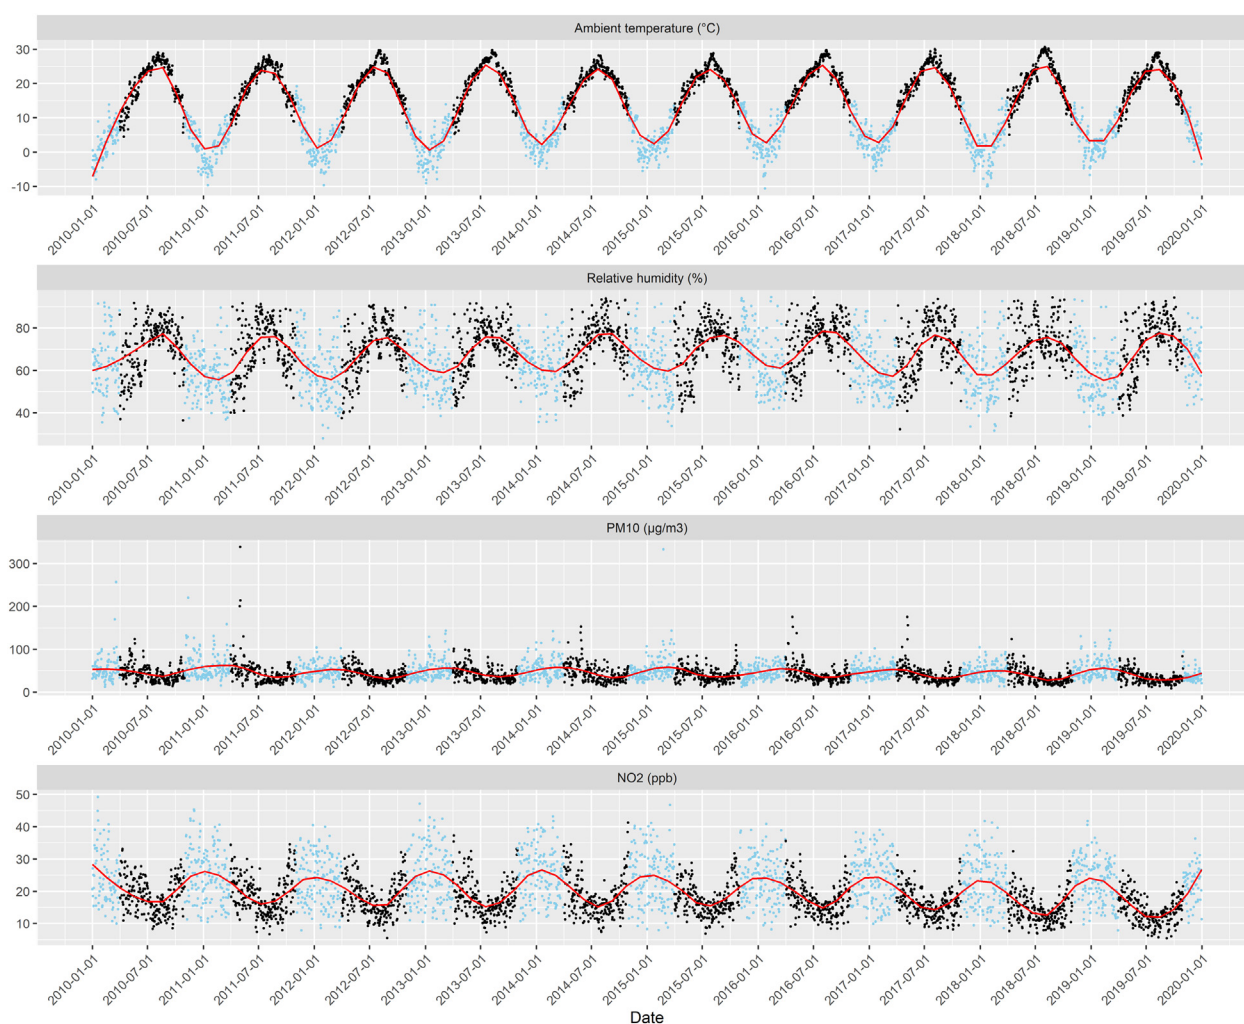 Ambient temperature (°C)
30
20
10
0
-10
2010-01-01 2010-07-01 2011-01-01 2011-07-01 2012-01-01 2012-07-01 2013-01-01 2013-07-01 2014-01-01 2014-07-01 2015-01-01 2015-07-01 2016-01-01 2016-07-01 2017-01-01 2017-07-01 2018-01-01 2018-07-01 2019-01-01 2019-07-01 2020-01-01
Relative humidity (%)
80
60
40
2010-01-01 2010-07-01 2011-01-01 2011-07-01 2012-01-01 2012-07-01 2013-01-01 2013-07-01 2014-01-01 2014-07-01 2015-01-01 2015-07-01 2016-01-01 2016-07-01 2017-01-01 2017-07-01 2018-01-01 2018-07-01 2019-01-01 2019-07-01 2020-01-01
PM10 (µg/m3)
300
200
100
0
2010-01-01 2010-07-01 2011-01-01 2011-07-01 2012-01-01 2012-07-01 2013-01-01 2013-07-01 2014-01-01 2014-07-01 2015-01-01 2015-07-01 2016-01-01 2016-07-01 2017-01-01 2017-07-01 2018-01-01 2018-07-01 2019-01-01 2019-07-01 2020-01-01
NO2 (ppb)
50
40
30
20
10
2010-01-01 2010-07-01 2011-01-01 2011-07-01 2012-01-01 2012-07-01 2013-01-01 2013-07-01 2014-01-01 2014-07-01 2015-01-01 2015-07-01 2016-01-01 2016-07-01 2017-01-01 2017-07-01 2018-01-01 2018-07-01 2019-01-01 2019-07-01 2020-01-01
Date